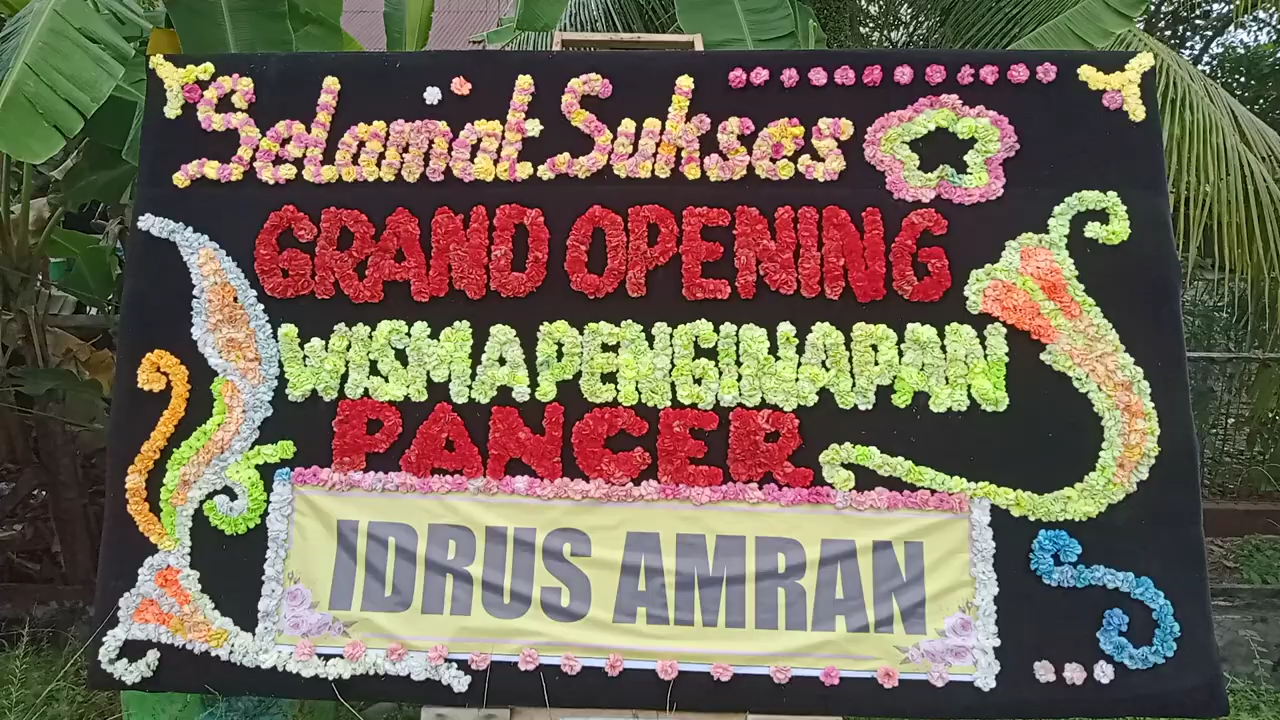 Selamat Sukses
GRAND OPENING
WISMA PENGINAPAN
PANCER
IDRUS AMRAN